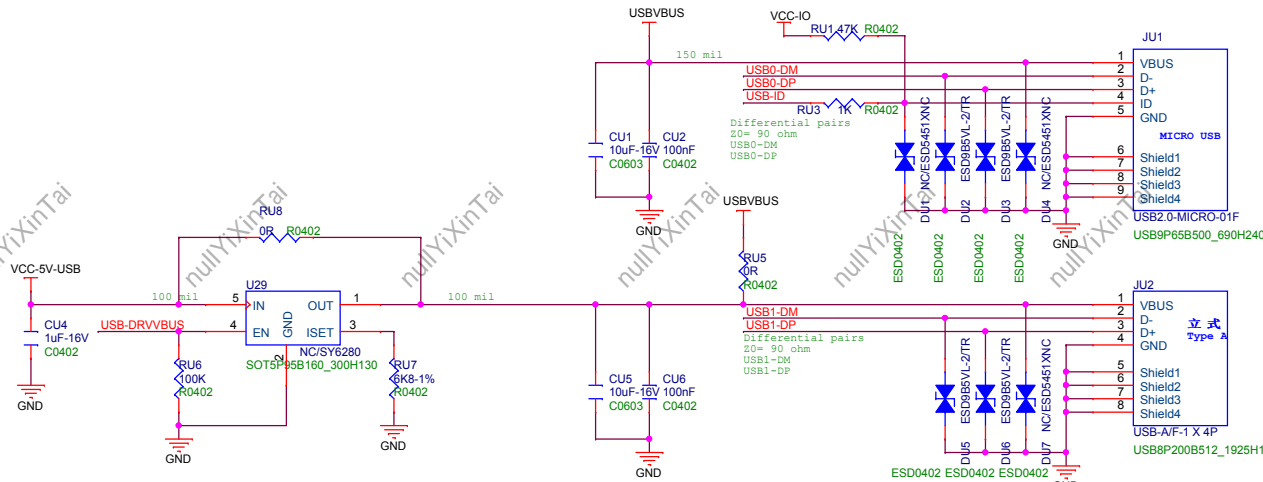 USBVBUS
VCC-IO
RU1 47K R0402
JU1
150 mil
1 VBUS
USB0-DM
2 D-
USB0-DP
3 D+
USB-ID
4 ID
RU3 1K R0402
5 GND
Differential pairs
Z0= 90 ohm
USB0-DM
USB0-DP
MICRO USB
CU1
10uF-16V
C0603
CU2
100nF
C0402
6 Shield1
7 Shield2
8 Shield3
9 Shield4
DU1 NC/ESD5451XNC
DU2 ESD9B5VL-2/TR
DU3 ESD9B5VL-2/TR
DU4 NC/ESD5451XNC
ESD0402
ESD0402
ESD0402
ESD0402
GND
GND
USB2.0-MICRO-01F
USB9P65B500_690H240
nullYiXinTai
nullYiXinTai
nullYiXinTai
nullYiXinTai
RU8
0R R0402
USBVBUS
VCC-5V-USB
RU5
0R
R0402
U29
JU2
100 mil
5 IN
OUT 1
100 mil
4 EN
GND
2
ISET 3
USB-DRVVBUS
NC/SY6280
SOT5P95B160_300H130
CU4
1uF-16V
C0402
RU6
100K
R0402
RU7
6K8-1%
R0402
GND
GND
GND
1 VBUS
USB1-DM
2 D-
USB1-DP
3 D+
4 GND
立式
Type A
Differential pairs
Z0= 90 ohm
USB1-DM
USB1-DP
CU5
10uF-16V
C0603
CU6
100nF
C0402
5 Shield1
6 Shield2
7 Shield3
8 Shield4
DU5 ESD9B5VL-2/TR
DU6 ESD9B5VL-2/TR
DU7 NC/ESD5451XNC
USB-A/F-1 X 4P
USB8P200B512_1925H1
ESD0402 ESD0402 ESD0402
GND